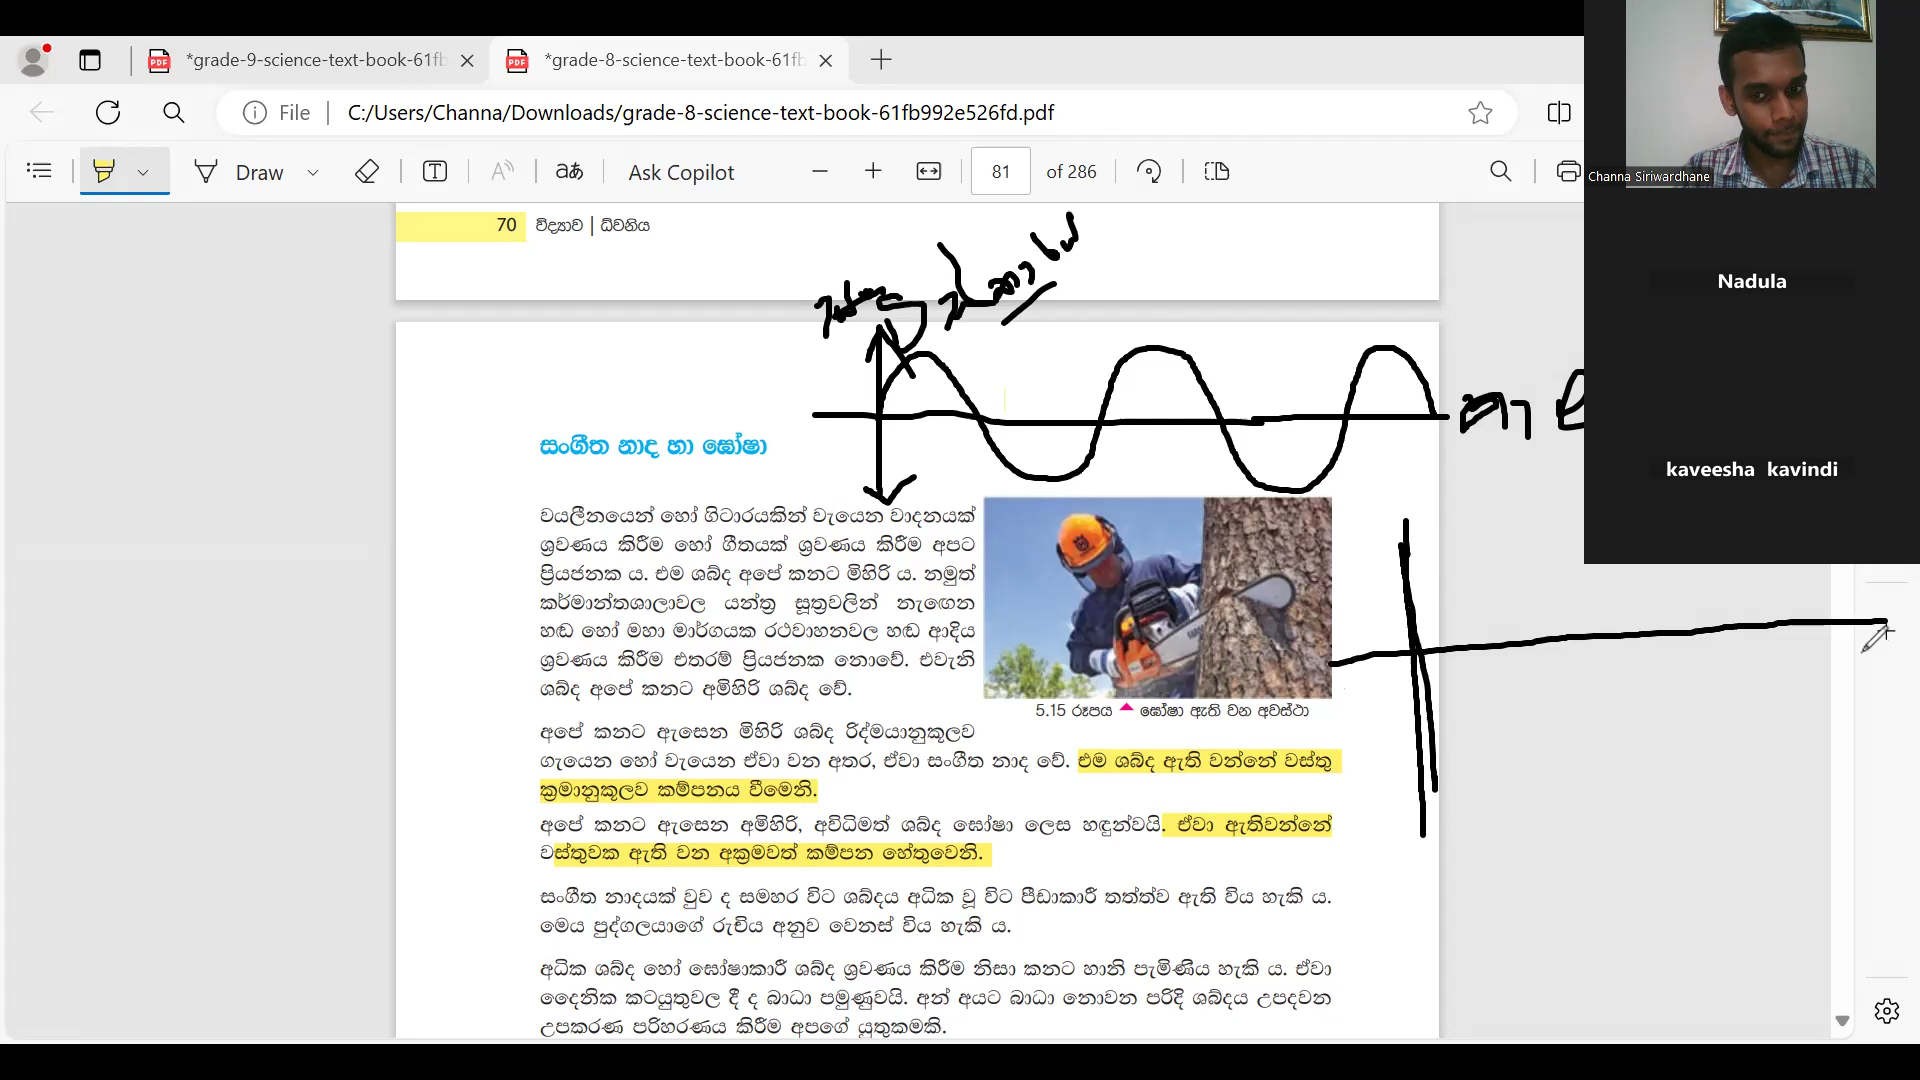 *grade-9-science-text-book-61fb
*grade-8-science-text-book-61fb
File
C:/Users/Channa/Downloads/grade-8-science-text-book-61fb992e526fd.pdf
Draw
Ask Copilot
81 of 286
Channa Siriwardhane
Nadula
kaveesha kavindi
70 විද්‍යාව | ධ්වනිය
සංගීත නාද හා ඝෝෂා
වයලීනයෙන් හෝ ගිටාරයකින් වැයෙන වාදනයක්
ශ්‍රවණය කිරීම හෝ ගීතයක් ශ්‍රවණය කිරීම අපට
ප්‍රියජනක ය. එම ශබ්ද අපේ කනට මිහිරි ය. නමුත්
කර්මාන්තශාලාවල යන්ත්‍ර සූත්‍රවලින් නැඟෙන
හඬ හෝ මහා මාර්ගයක රථවාහනවල හඬ ආදිය
ශ්‍රවණය කිරීම එතරම් ප්‍රියජනක නොවේ. එවැනි
ශබ්ද අපේ කනට අමිහිරි ශබ්ද වේ.
5.15 රූපය ඝෝෂා ඇති වන අවස්ථා
අපේ කනට ඇසෙන මිහිරි ශබ්ද රිද්මයානුකූලව
ගැයෙන හෝ වැයෙන ඒවා වන අතර, ඒවා සංගීත නාද වේ. එම ශබ්ද ඇති වන්නේ වස්තු
ක්‍රමානුකූලව කම්පනය වීමෙනි.
අපේ කනට ඇසෙන අමිහිරි, අවිධිමත් ශබ්ද ඝෝෂා ලෙස හඳුන්වයි. ඒවා ඇතිවන්නේ
වස්තුවක ඇති වන අක්‍රමවත් කම්පන හේතුවෙනි.
සංගීත නාදයක් වුව ද සමහර විට ශබ්දය අධික වූ විට පීඩාකාරී තත්ත්ව ඇති විය හැකි ය.
මෙය පුද්ගලයාගේ රුචිය අනුව වෙනස් විය හැකි ය.
අධික ශබ්ද හෝ ඝෝෂාකාරී ශබ්ද ශ්‍රවණය කිරීම නිසා කනට හානි පැමිණිය හැකි ය. ඒවා
දෛනික කටයුතුවල දී ද බාධා පමුණුවයි. අන් අයට බාධා නොවන පරිදි ශබ්දය උපදවන
උපකරණ පරිහරණය කිරීම අපගේ යුතුකමකි.